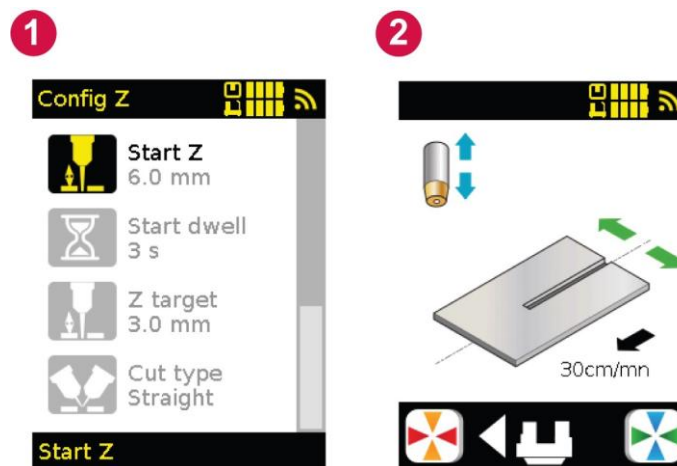 1
2
Config Z
Start Z
6.0 mm
Start dwell
3 s
Z target
3.0 mm
Cut type
Straight
Start Z
30cm/mn